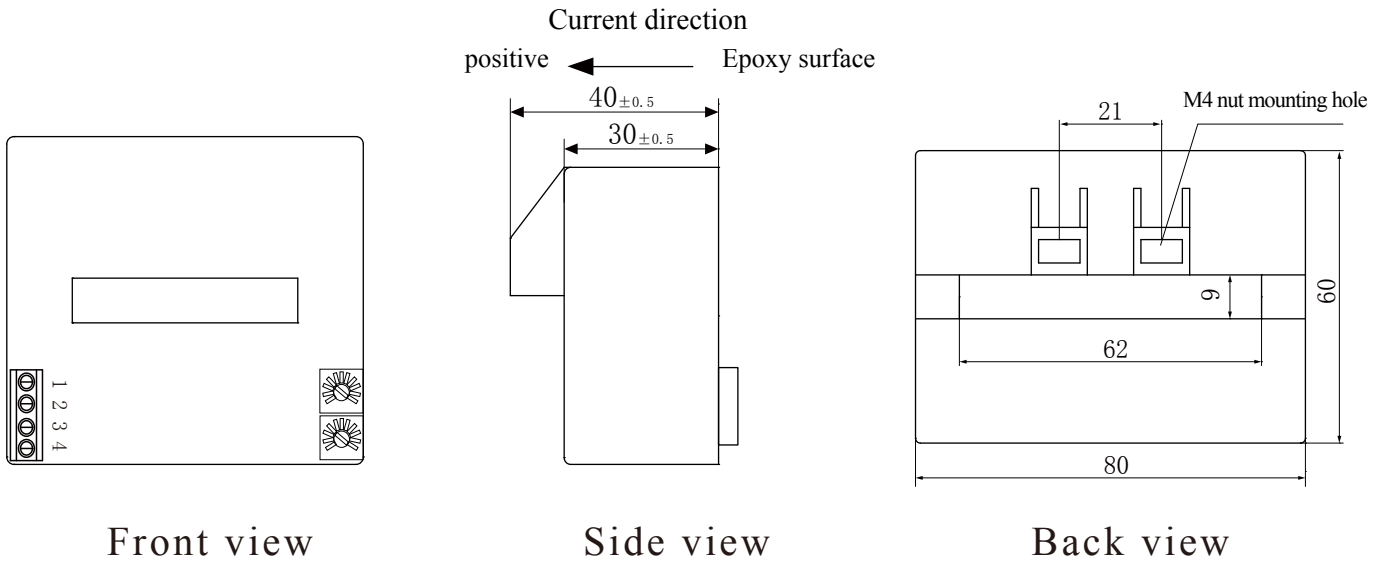 Current direction
positive Epoxy surface
40±0.5
30±0.5
21
M4 nut mounting hole
1
2
3
4
9
62
60
80
Front view
Side view
Back view